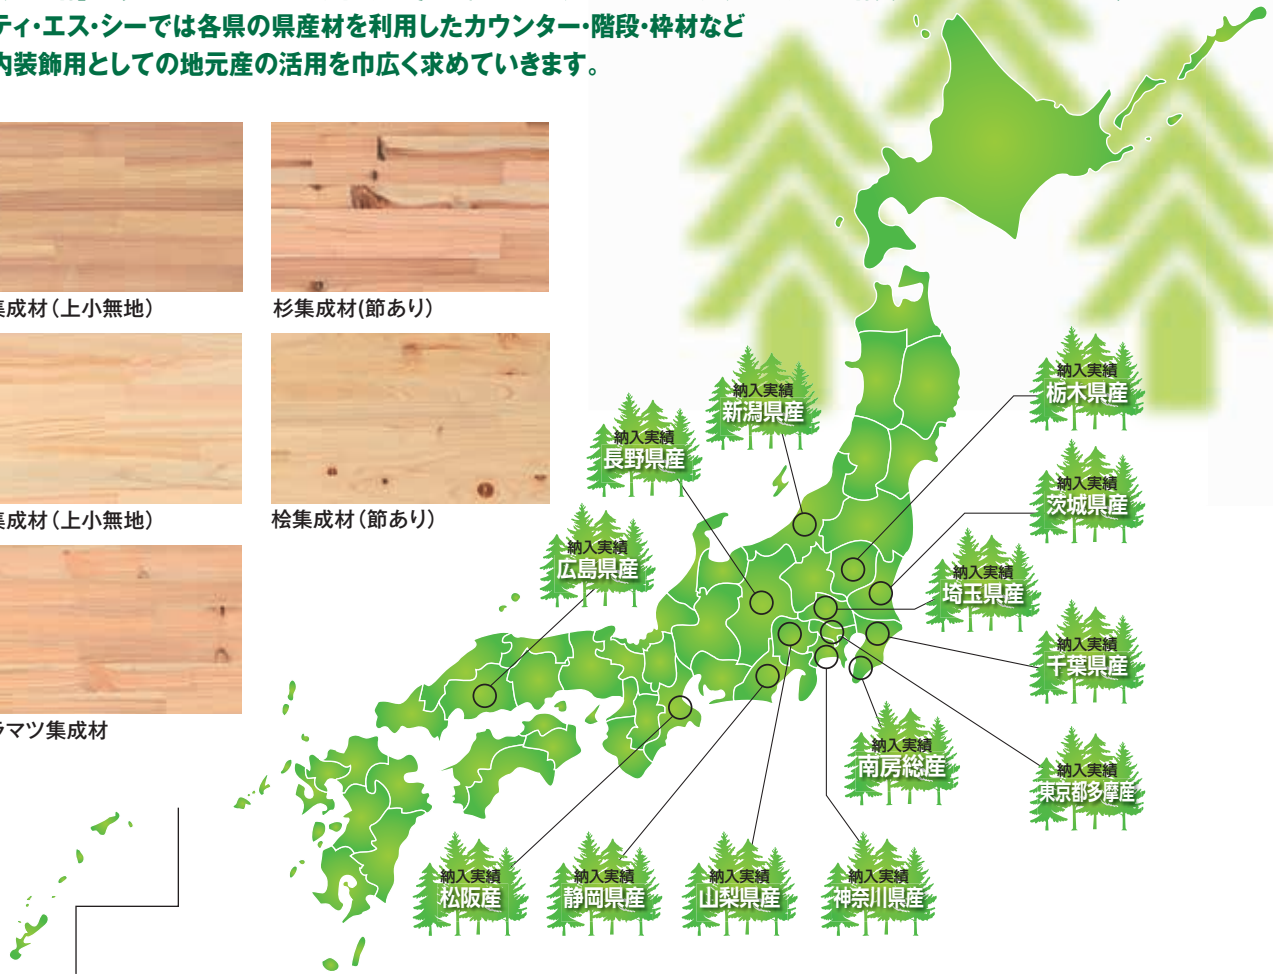 ティ・エス・シーでは各県の県産材を利用したカウンター・階段・枠材など
内装飾用としての地元産の活用を巾広く求めていきます。
集成材（上小無地）
杉集成材(節あり)
集成材（上小無地）
桧集成材（節あり）
ラマツ集成材
納入実績
新潟県産
納入実績
長野県産
納入実績
広島県産
納入実績
栃木県産
納入実績
茨城県産
納入実績
埼玉県産
納入実績
千葉県産
納入実績
南房総産
納入実績
東京都多摩産
納入実績
松阪産
納入実績
静岡県産
納入実績
山梨県産
納入実績
神奈川県産